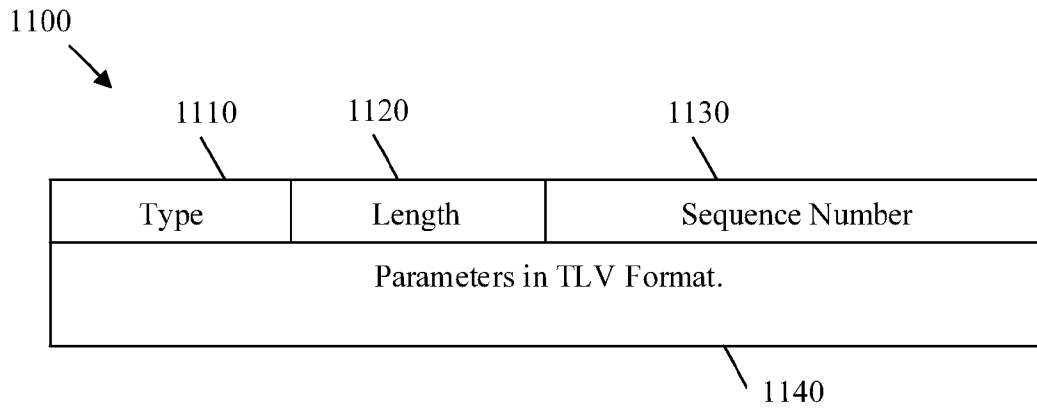 1100
1110 1120 1130
Type Length Sequence Number
Parameters in TLV Format.
1140